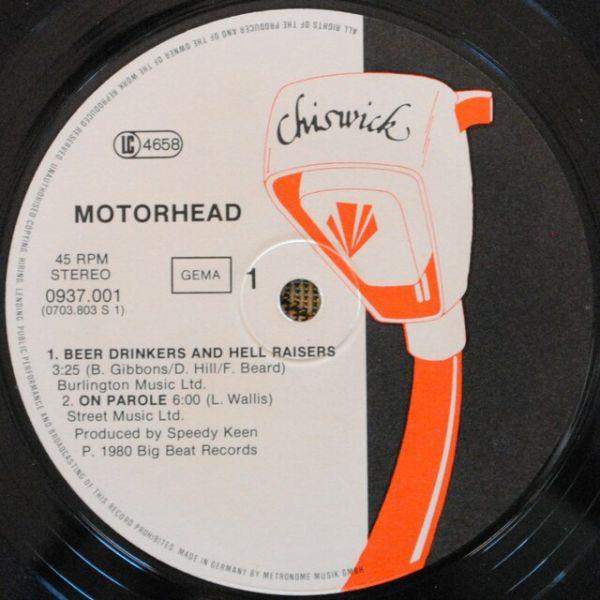 ALL RIGHTS OF THE PRODUCER AND OF THE OWNER OF THE WORK REPRODUCED RESERVED UNAUTHORISED COPYING, HIRING, LENDING, PUBLIC PERFORMANCE AND BROADCASTING OF THIS RECORD PROHIBITED. MADE IN GERMANY BY METRONOME MUSIK GMBH
Chiswick
LC 4658
MOTORHEAD
45 RPM
STEREO
GEMA
1
0937.001
(0703.803 S 1)
1. BEER DRINKERS AND HELL RAISERS
3:25 (B. Gibbons/D. Hill/F. Beard)
Burlington Music Ltd.
2. ON PAROLE 6:00 (L. Wallis)
Street Music Ltd.
Produced by Speedy Keen
P. 1980 Big Beat Records